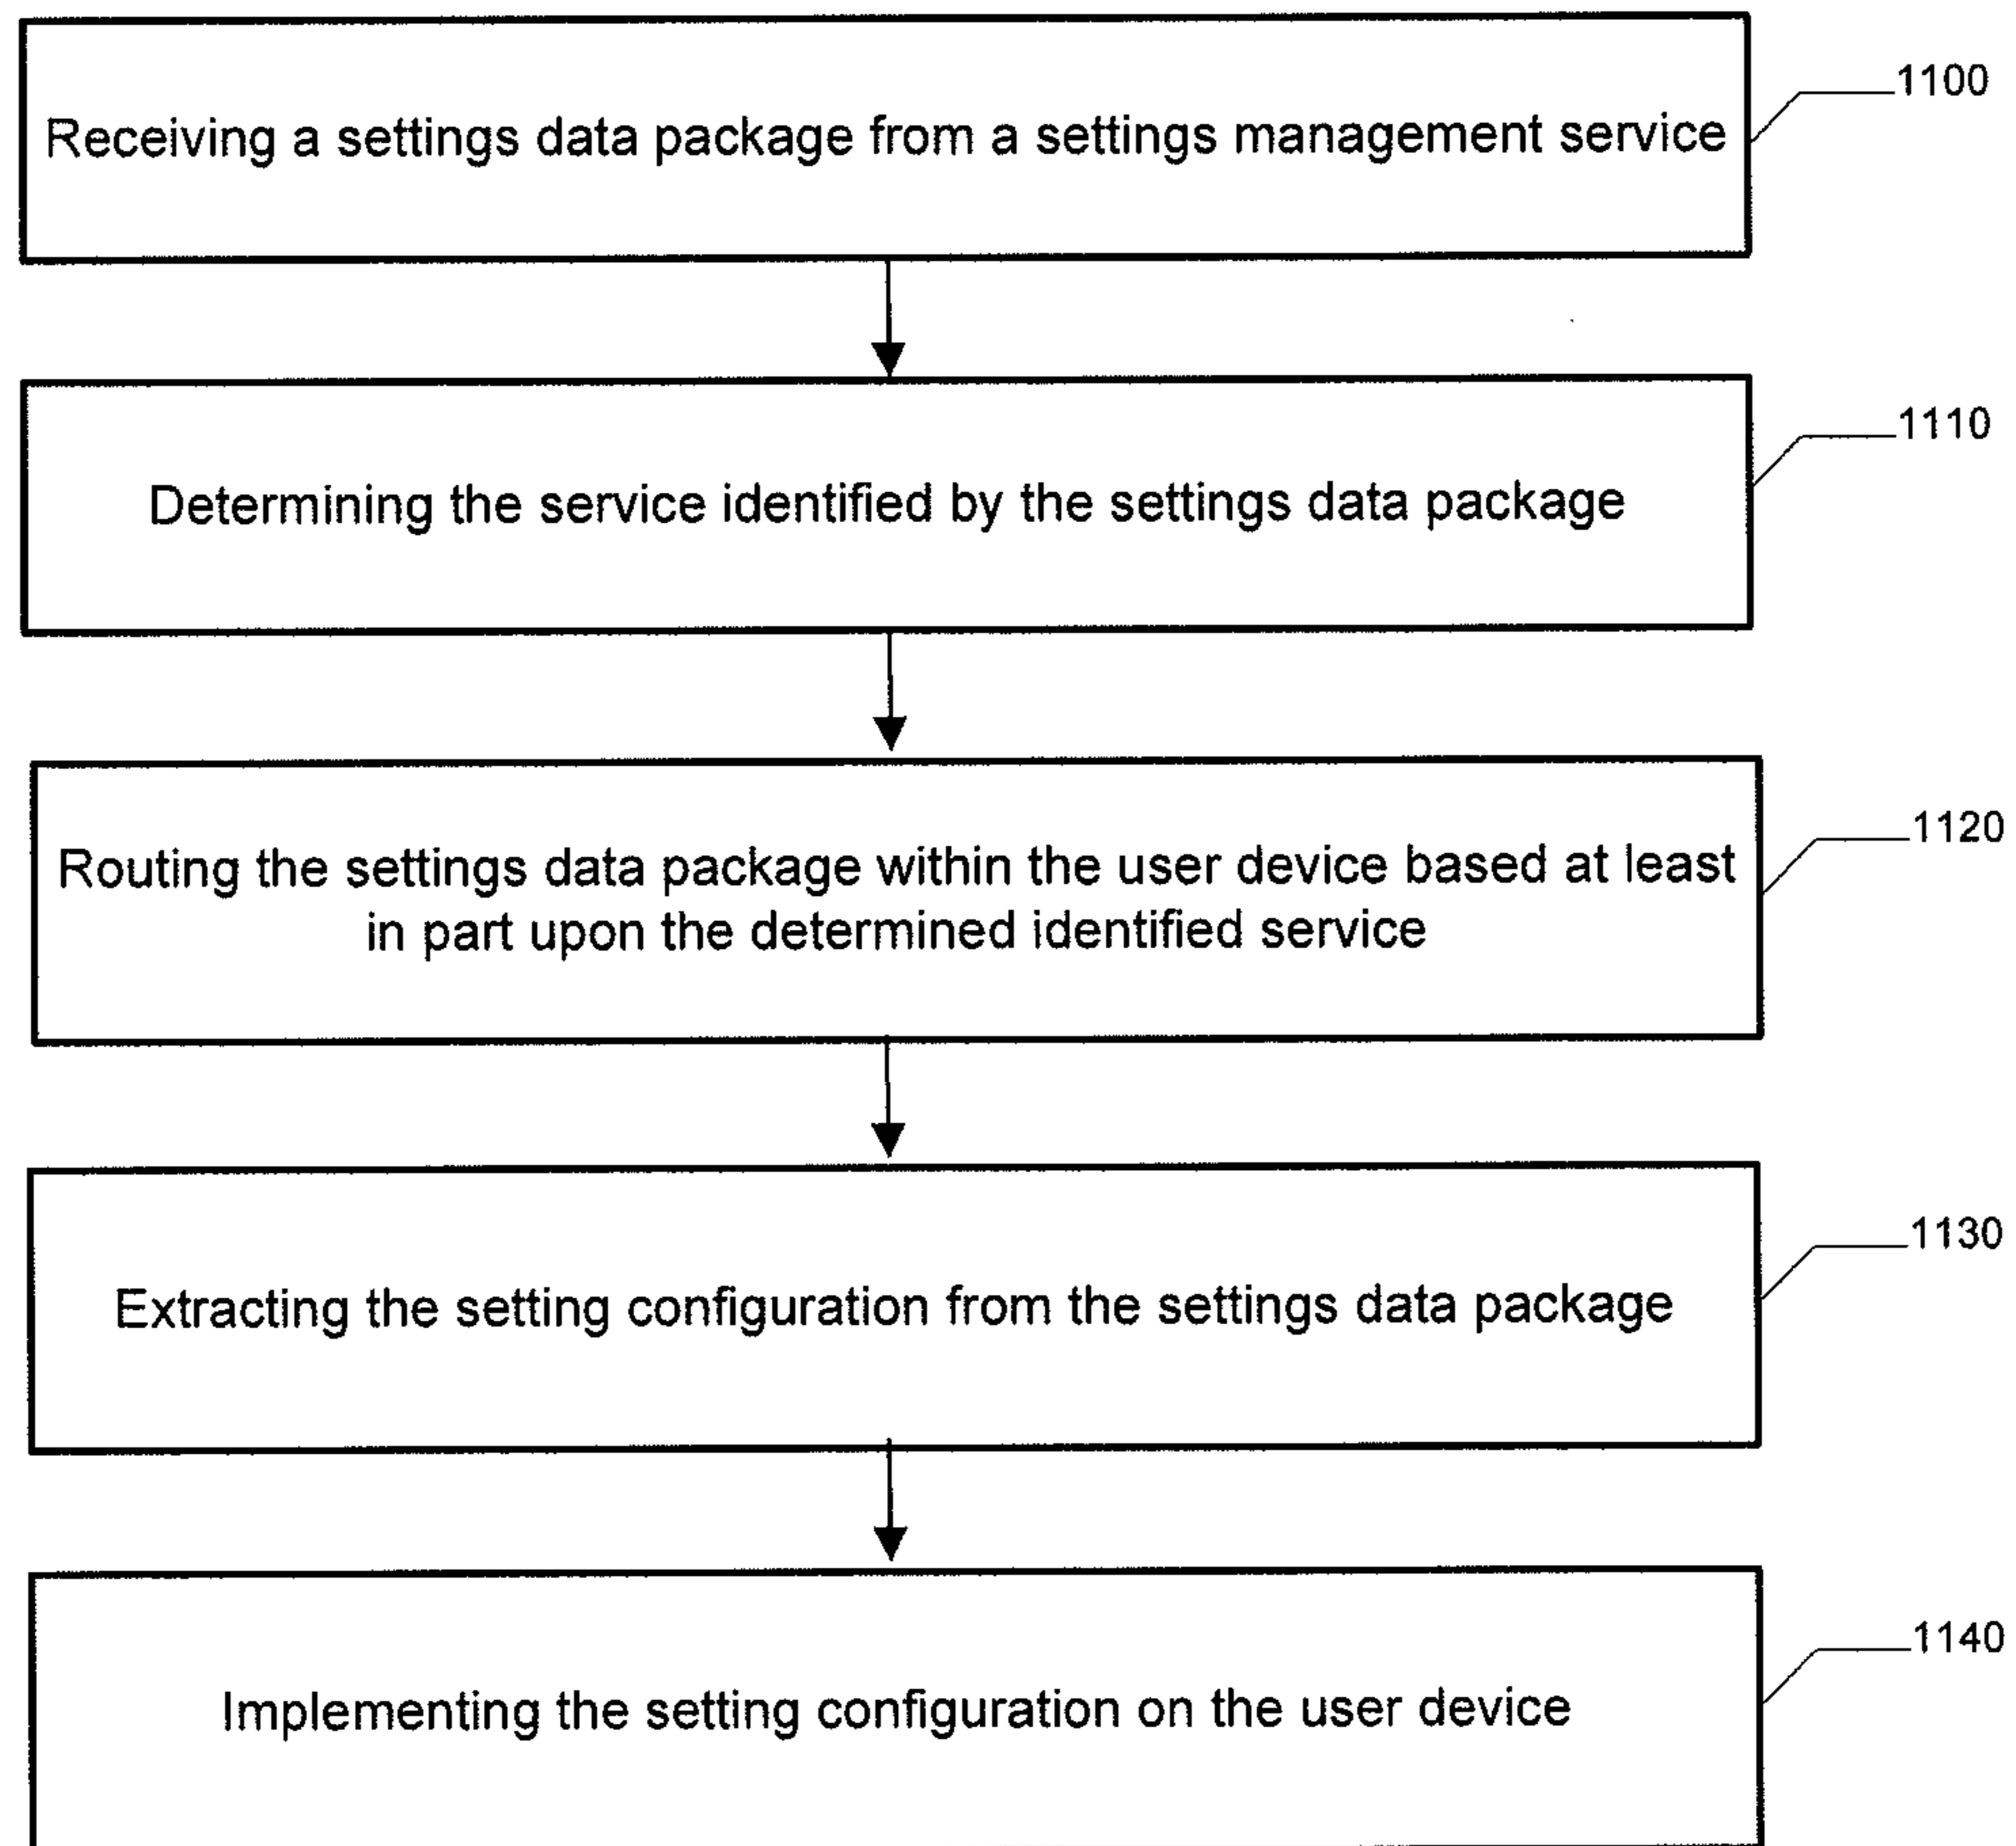 Receiving a settings data package from a settings management service
1100
Determining the service identified by the settings data package
1110
Routing the settings data package within the user device based at least
in part upon the determined identified service
1120
Extracting the setting configuration from the settings data package
1130
Implementing the setting configuration on the user device
1140